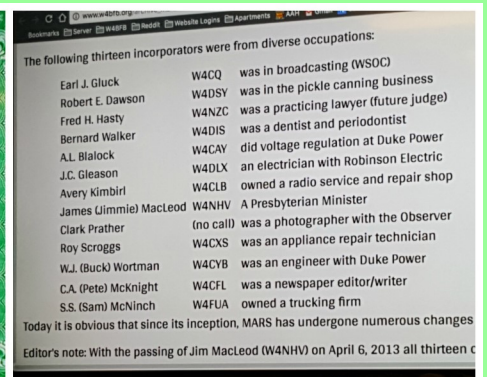 www.w4bfb.org
Bookmarks Server W4BFB Reddit Website Logins Apartments AAH
The following thirteen incorporators were from diverse occupations:
Earl J. Gluck W4CQ was in broadcasting (WSOC)
Robert E. Dawson W4DSY was in the pickle canning business
Fred H. Hasty W4NZC was a practicing lawyer (future judge)
Bernard Walker W4DIS was a dentist and periodontist
A.L. Blalock W4CAY did voltage regulation at Duke Power
J.C. Gleason W4DLX an electrician with Robinson Electric
Avery Kimbirl W4CLB owned a radio service and repair shop
James (Jimmie) MacLeod W4NHV A Presbyterian Minister
Clark Prather (no call) was a photographer with the Observer
Roy Scroggs W4CXS was an appliance repair technician
W.J. (Buck) Wortman W4CYB was an engineer with Duke Power
C.A. (Pete) McKnight W4CFL was a newspaper editor/writer
S.S. (Sam) McNinch W4FUA owned a trucking firm
Today it is obvious that since its inception, MARS has undergone numerous changes
Editor's note: With the passing of Jim MacLeod (W4NHV) on April 6, 2013 all thirteen